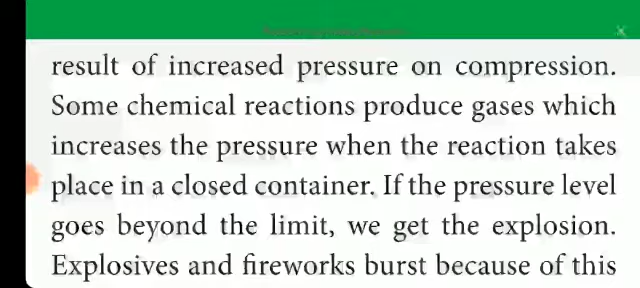 result of increased pressure on compression.
Some chemical reactions produce gases which
increases the pressure when the reaction takes
place in a closed container. If the pressure level
goes beyond the limit, we get the explosion.
Explosives and fireworks burst because of this